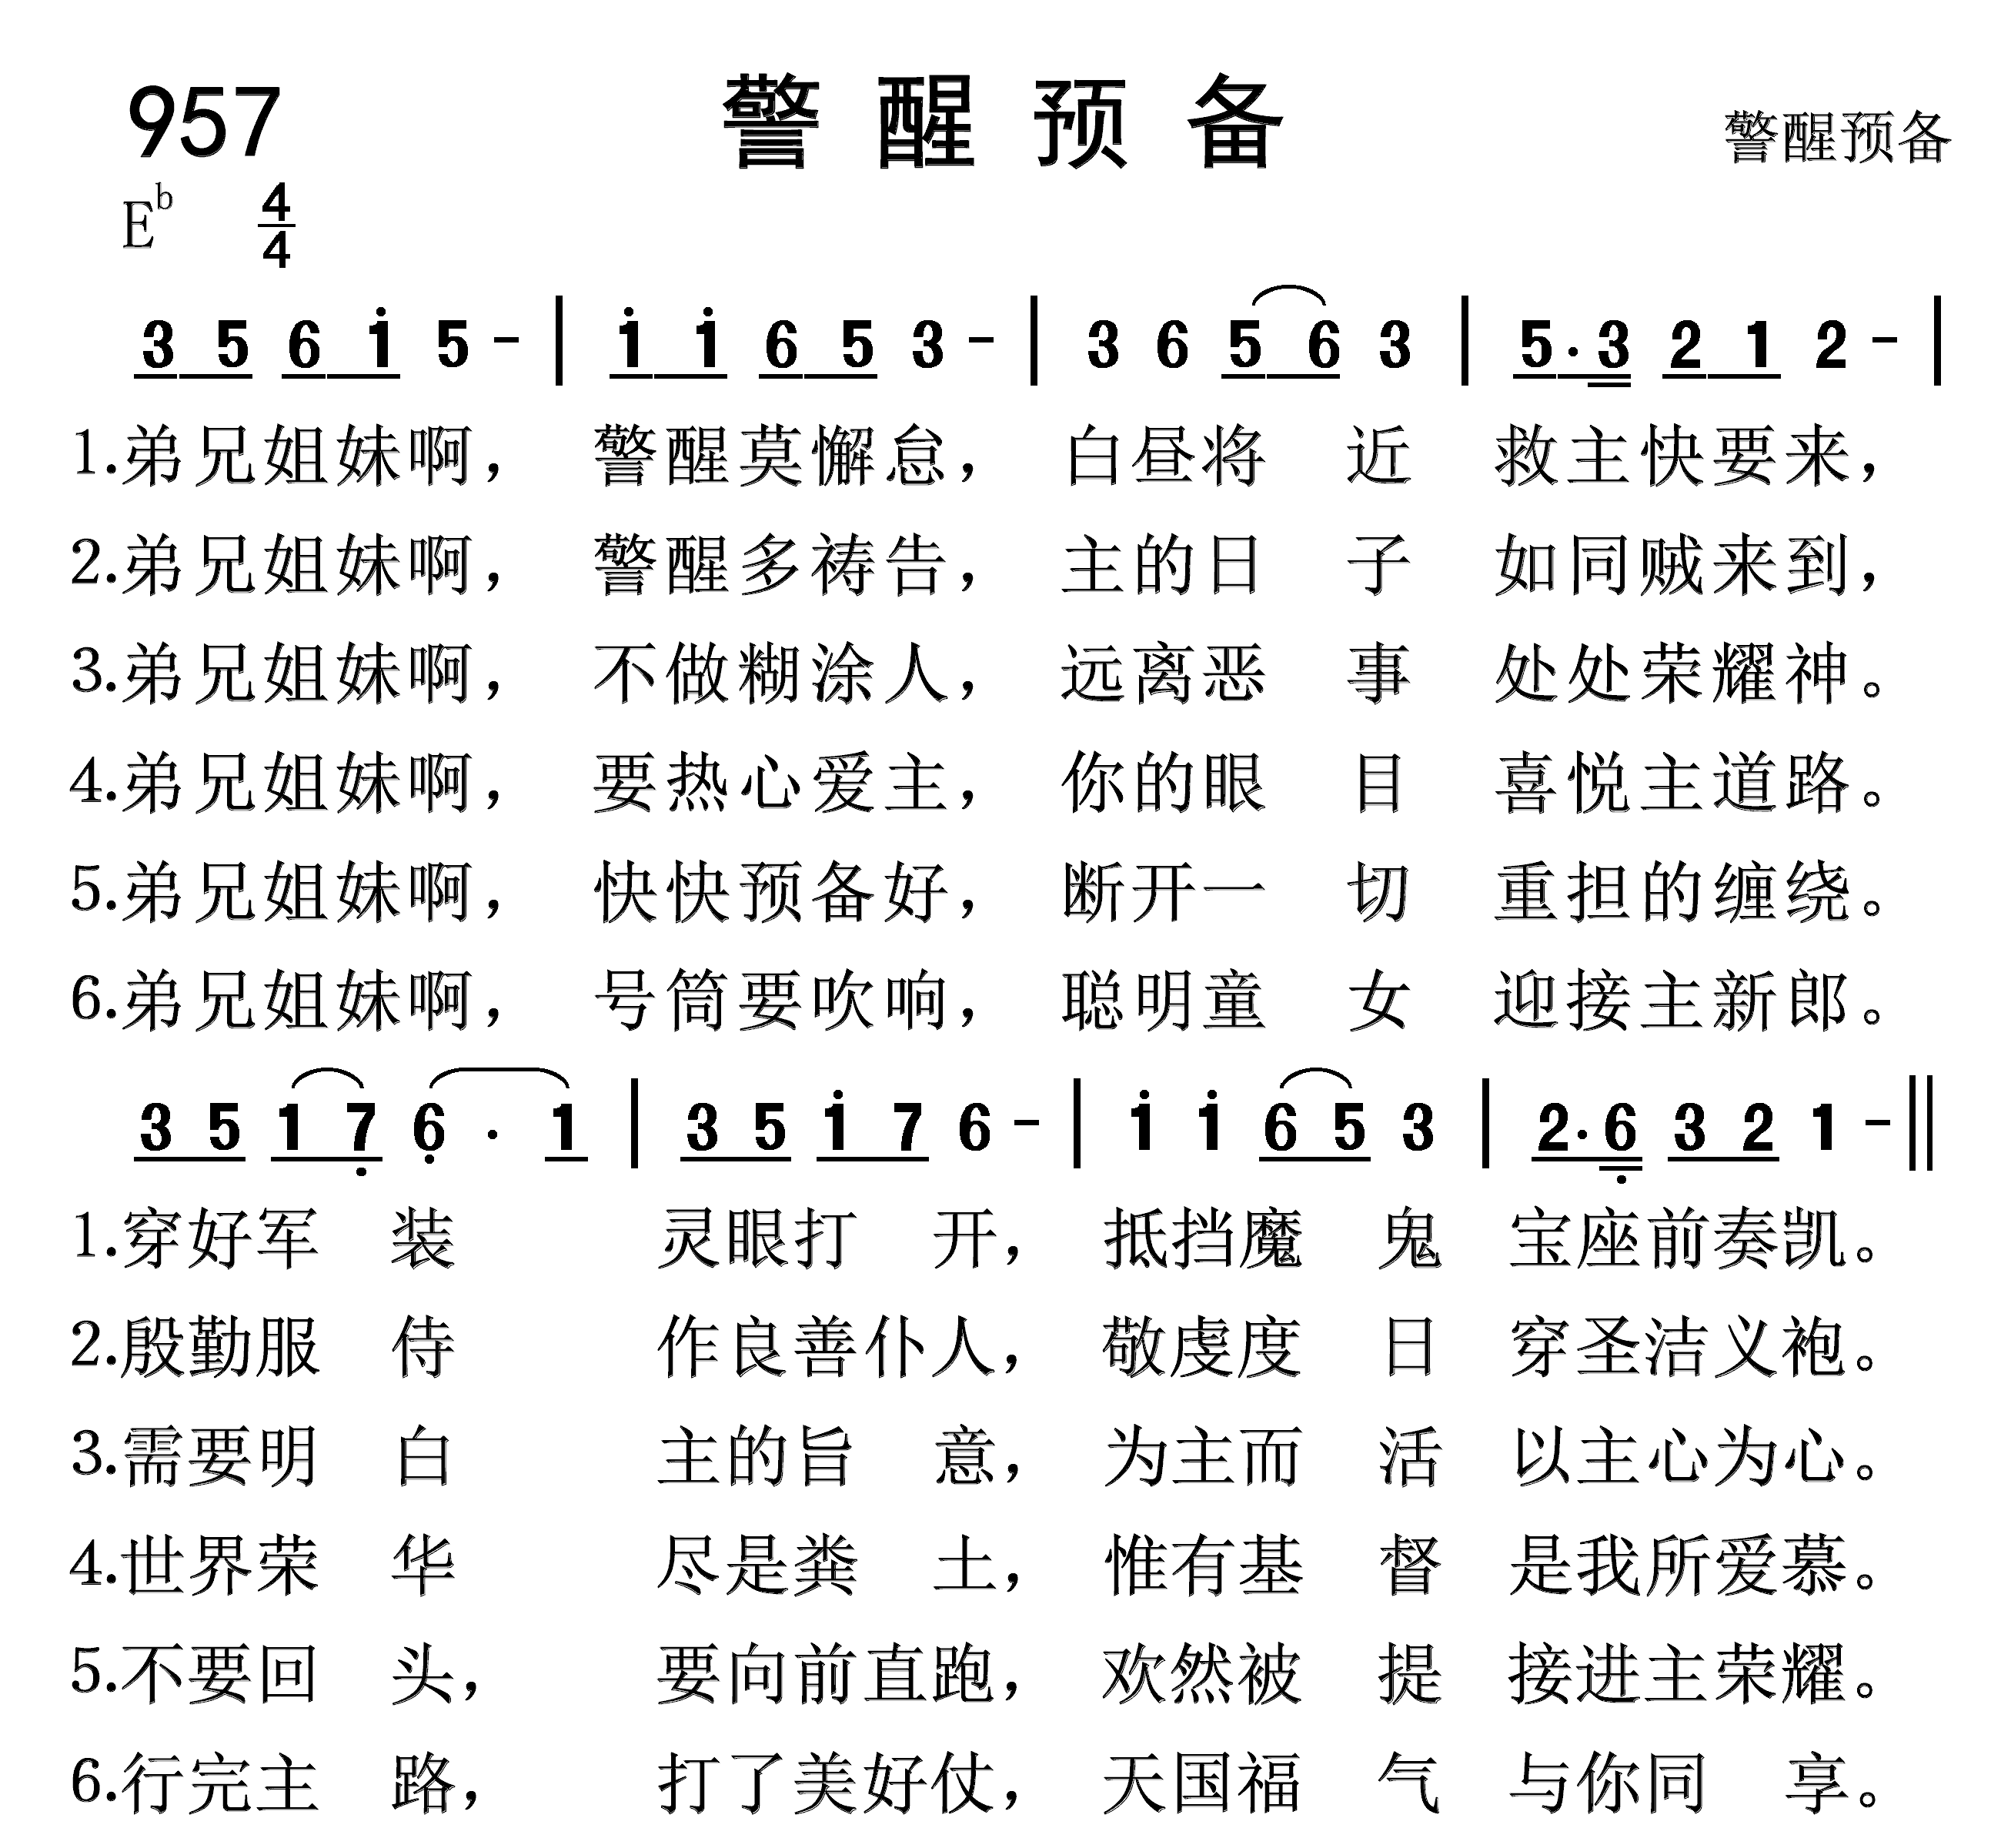 957 警醒预备 警醒预备
E♭ 4/4
3 5 6 i 5 - | i i 6 5 3 - | 3 6 5 6 3 | 5 · 3 2 1 2 - |
1.弟兄姐妹啊， 警醒莫懈怠， 白昼将 近 救主快要来，
2.弟兄姐妹啊， 警醒多祷告， 主的日 子 如同贼来到，
3.弟兄姐妹啊， 不做糊涂人， 远离恶 事 处处荣耀神。
4.弟兄姐妹啊， 要热心爱主， 你的眼 目 喜悦主道路。
5.弟兄姐妹啊， 快快预备好， 断开一 切 重担的缠绕。
6.弟兄姐妹啊， 号筒要吹响， 聪明童 女 迎接主新郎。
3 5 1 7̣ 6̣ · 1 | 3 5 i 7 6 - | i i 6 5 3 | 2 · 6̣ 3 2 1 - ||
1.穿好军 装 灵眼打 开， 抵挡魔 鬼 宝座前奏凯。
2.殷勤服 侍 作良善仆人， 敬虔度 日 穿圣洁义袍。
3.需要明 白 主的旨 意， 为主而 活 以主心为心。
4.世界荣 华 尽是粪 土， 惟有基 督 是我所爱慕。
5.不要回 头， 要向前直跑， 欢然被 提 接进主荣耀。
6.行完主 路， 打了美好仗， 天国福 气 与你同 享。